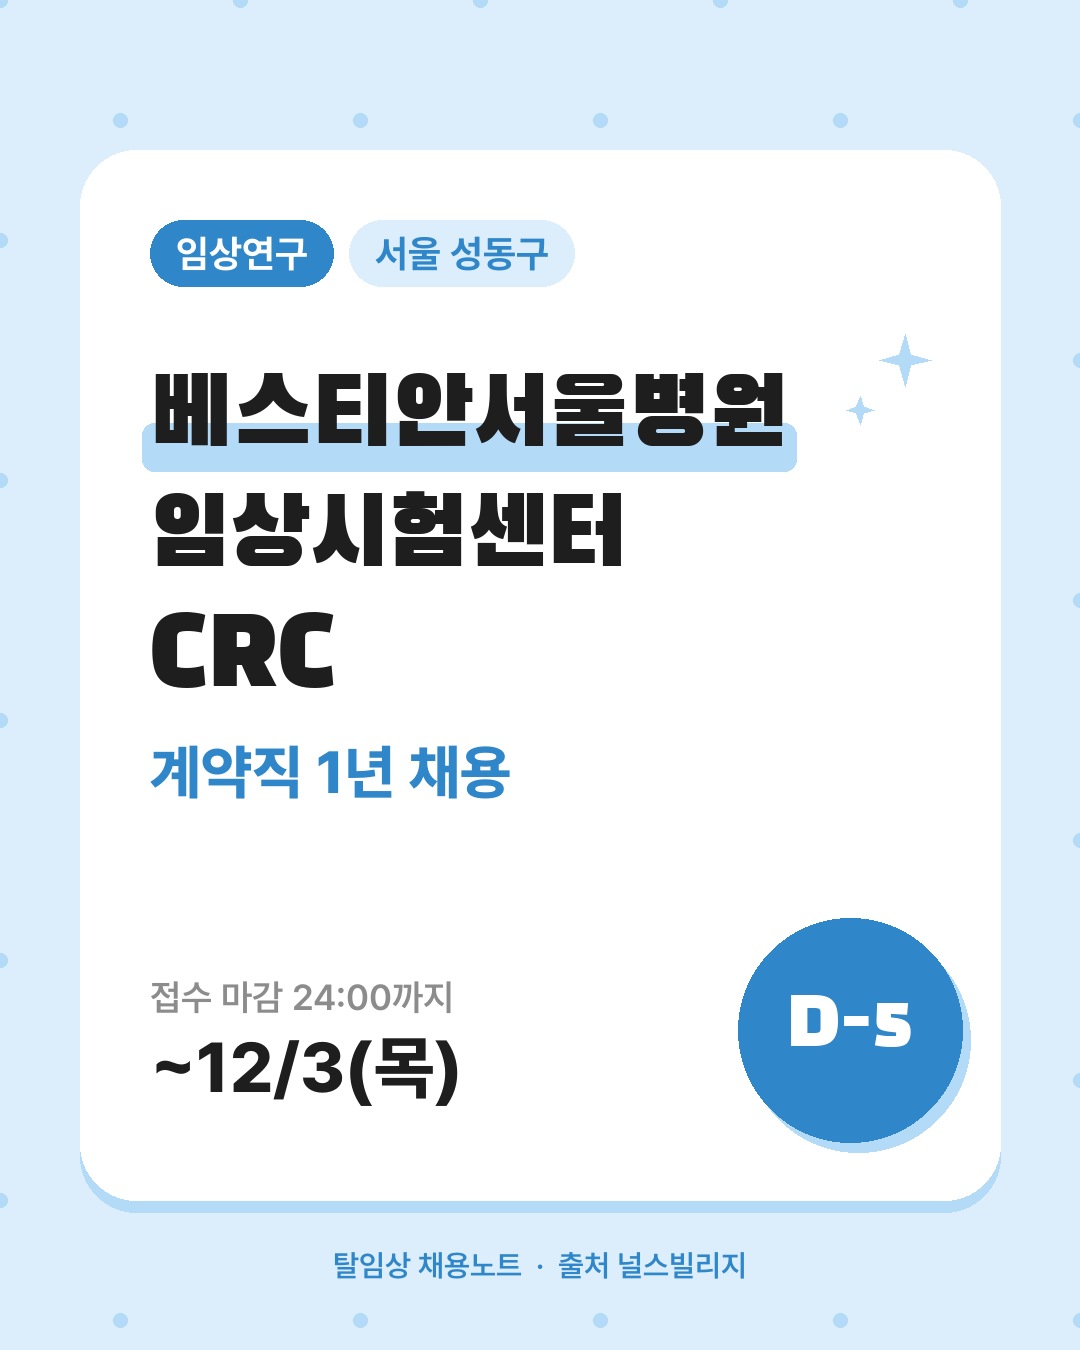 임상연구 서울 성동구
베스티안서울병원
임상시험센터
CRC
계약직 1년 채용
접수 마감 24:00까지
~12/3(목)
D-5
탈임상 채용노트 · 출처 널스빌리지